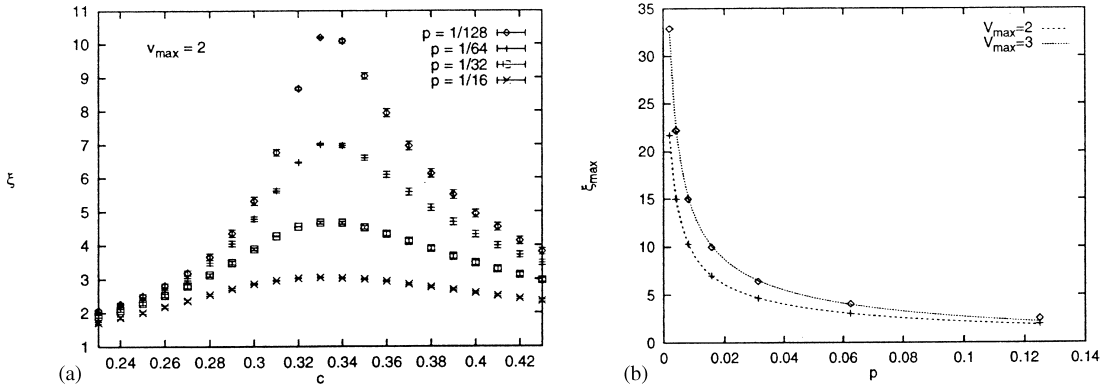 11
10
9
8
7
6
5
4
3
2
1
ξ
v_max = 2
p = 1/128
p = 1/64
p = 1/32
p = 1/16
0.24 0.26 0.28 0.30 0.32 0.34 0.36 0.38 0.40 0.42
(a)
c
35
30
25
20
15
10
5
0
ξ_max
V_max=2
V_max=3
0 0.02 0.04 0.06 0.08 0.1 0.12 0.14
(b)
p